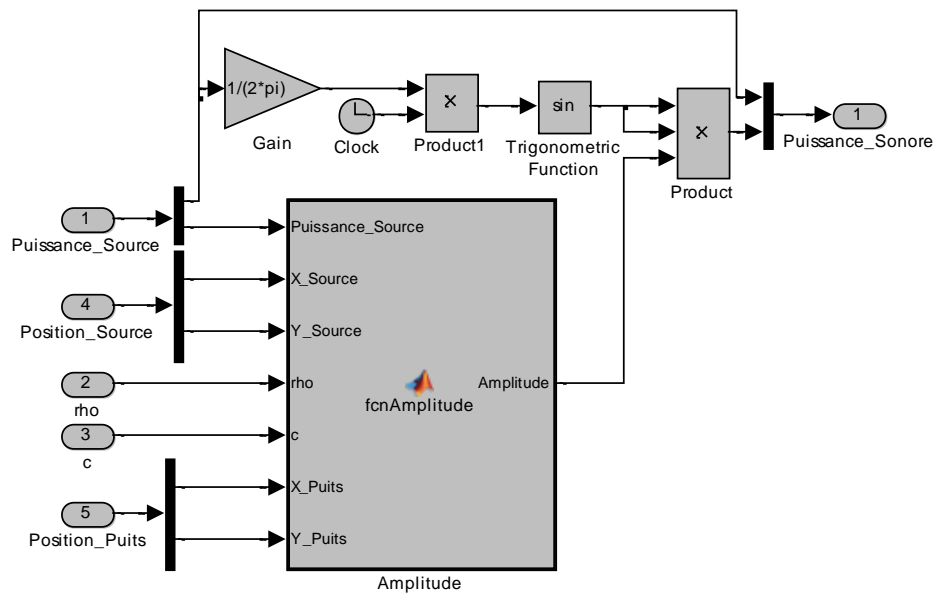 1/(2*pi)
Gain
Clock
x
Product1
sin
Trigonometric
Function
x
Product
1
Puissance_Sonore
1
Puissance_Source
4
Position_Source
2
rho
3
c
5
Position_Puits
Puissance_Source
X_Source
Y_Source
rho
c
X_Puits
Y_Puits
fcnAmplitude
Amplitude
Amplitude